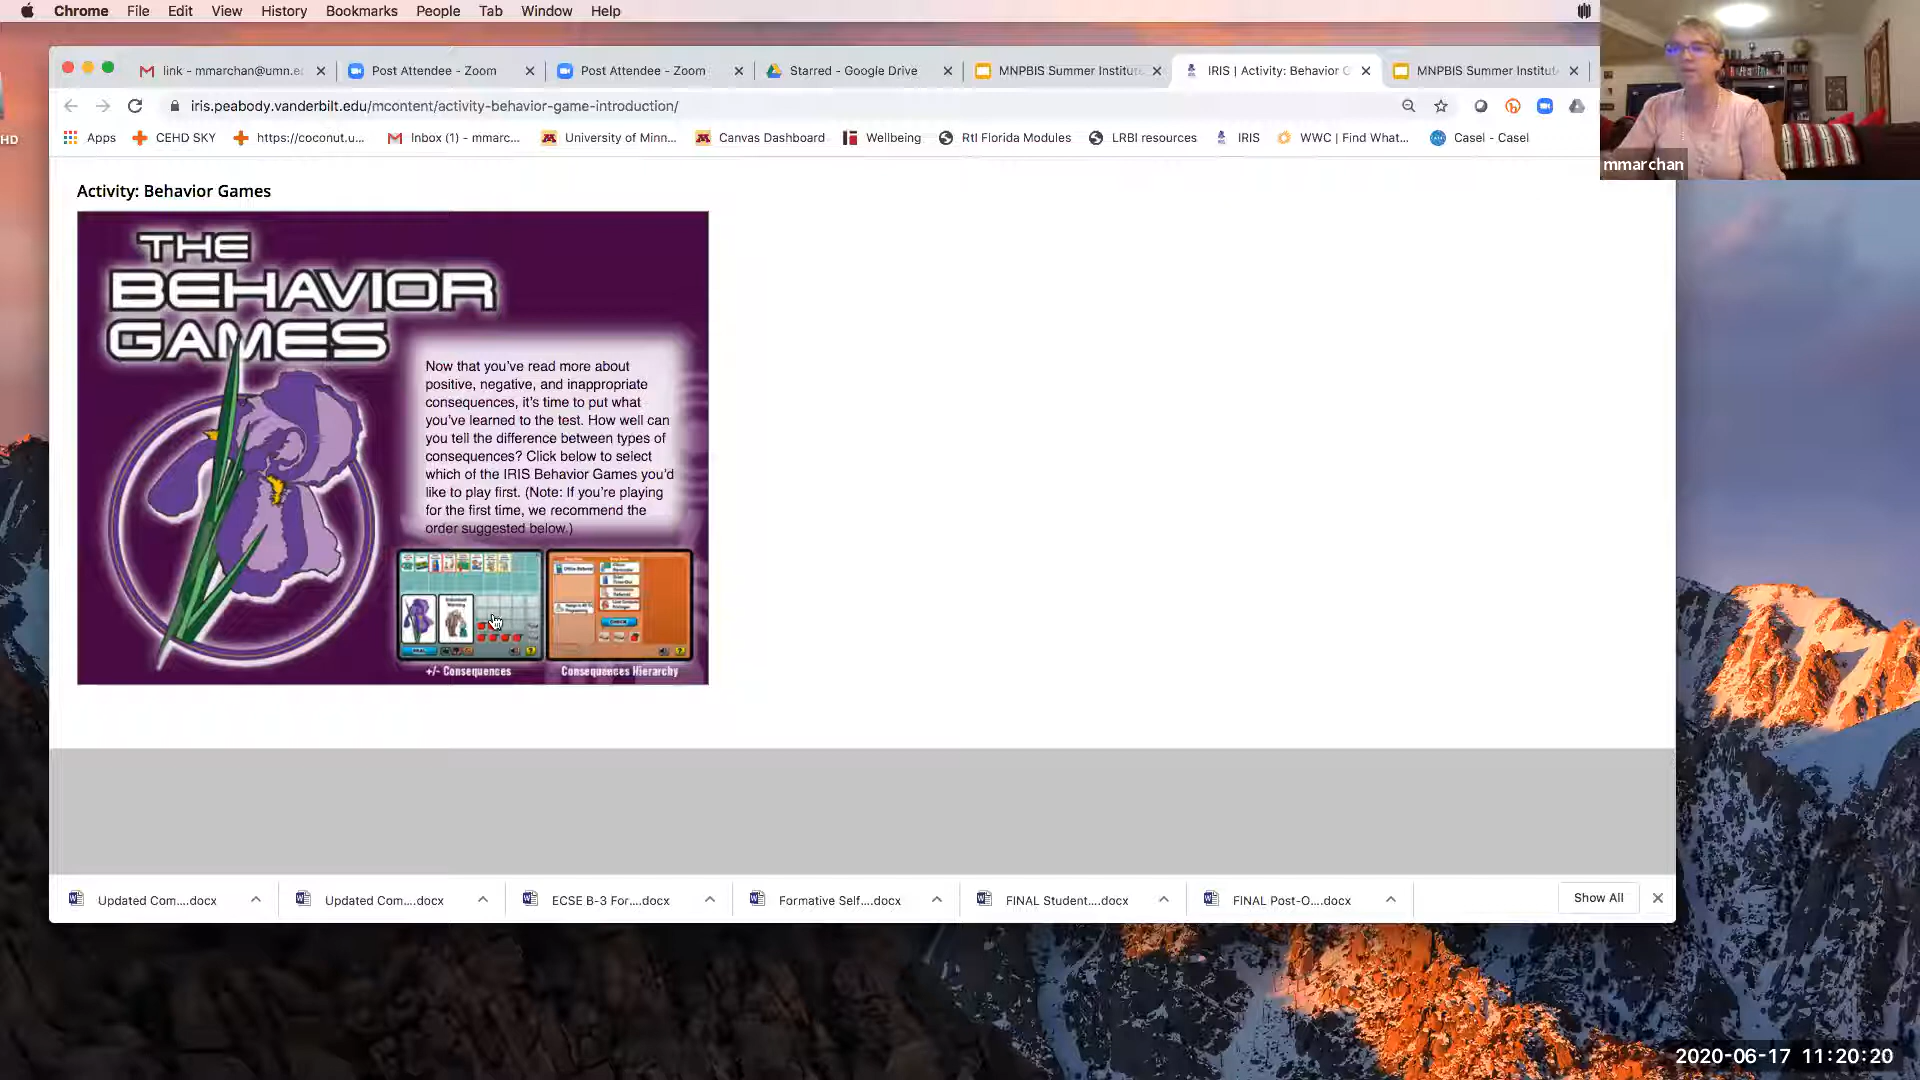 Chrome File Edit View History Bookmarks People Tab Window Help
link - mmarchan@umn.e
Post Attendee - Zoom
Post Attendee - Zoom
Starred - Google Drive
MNPBIS Summer Institute
IRIS | Activity: Behavior G
MNPBIS Summer Institut
iris.peabody.vanderbilt.edu/mcontent/activity-behavior-game-introduction/
Apps
CEHD SKY
https://coconut.u...
Inbox (1) - mmarc...
University of Minn...
Canvas Dashboard
Wellbeing
RtI Florida Modules
LRBI resources
IRIS
WWC | Find What...
Casel - Casel
mmarchan
HD
Activity: Behavior Games
THE
BEHAVIOR
GAMES
Now that you've read more about
positive, negative, and inappropriate
consequences, it's time to put what
you've learned to the test. How well can
you tell the difference between types of
consequences? Click below to select
which of the IRIS Behavior Games you'd
like to play first. (Note: If you're playing
for the first time, we recommend the
order suggested below.)
+/- Consequences
Consequences Hierarchy
Updated Com....docx
Updated Com....docx
ECSE B-3 For....docx
Formative Self....docx
FINAL Student....docx
FINAL Post-O....docx
Show All
2020-06-17 11:20:20